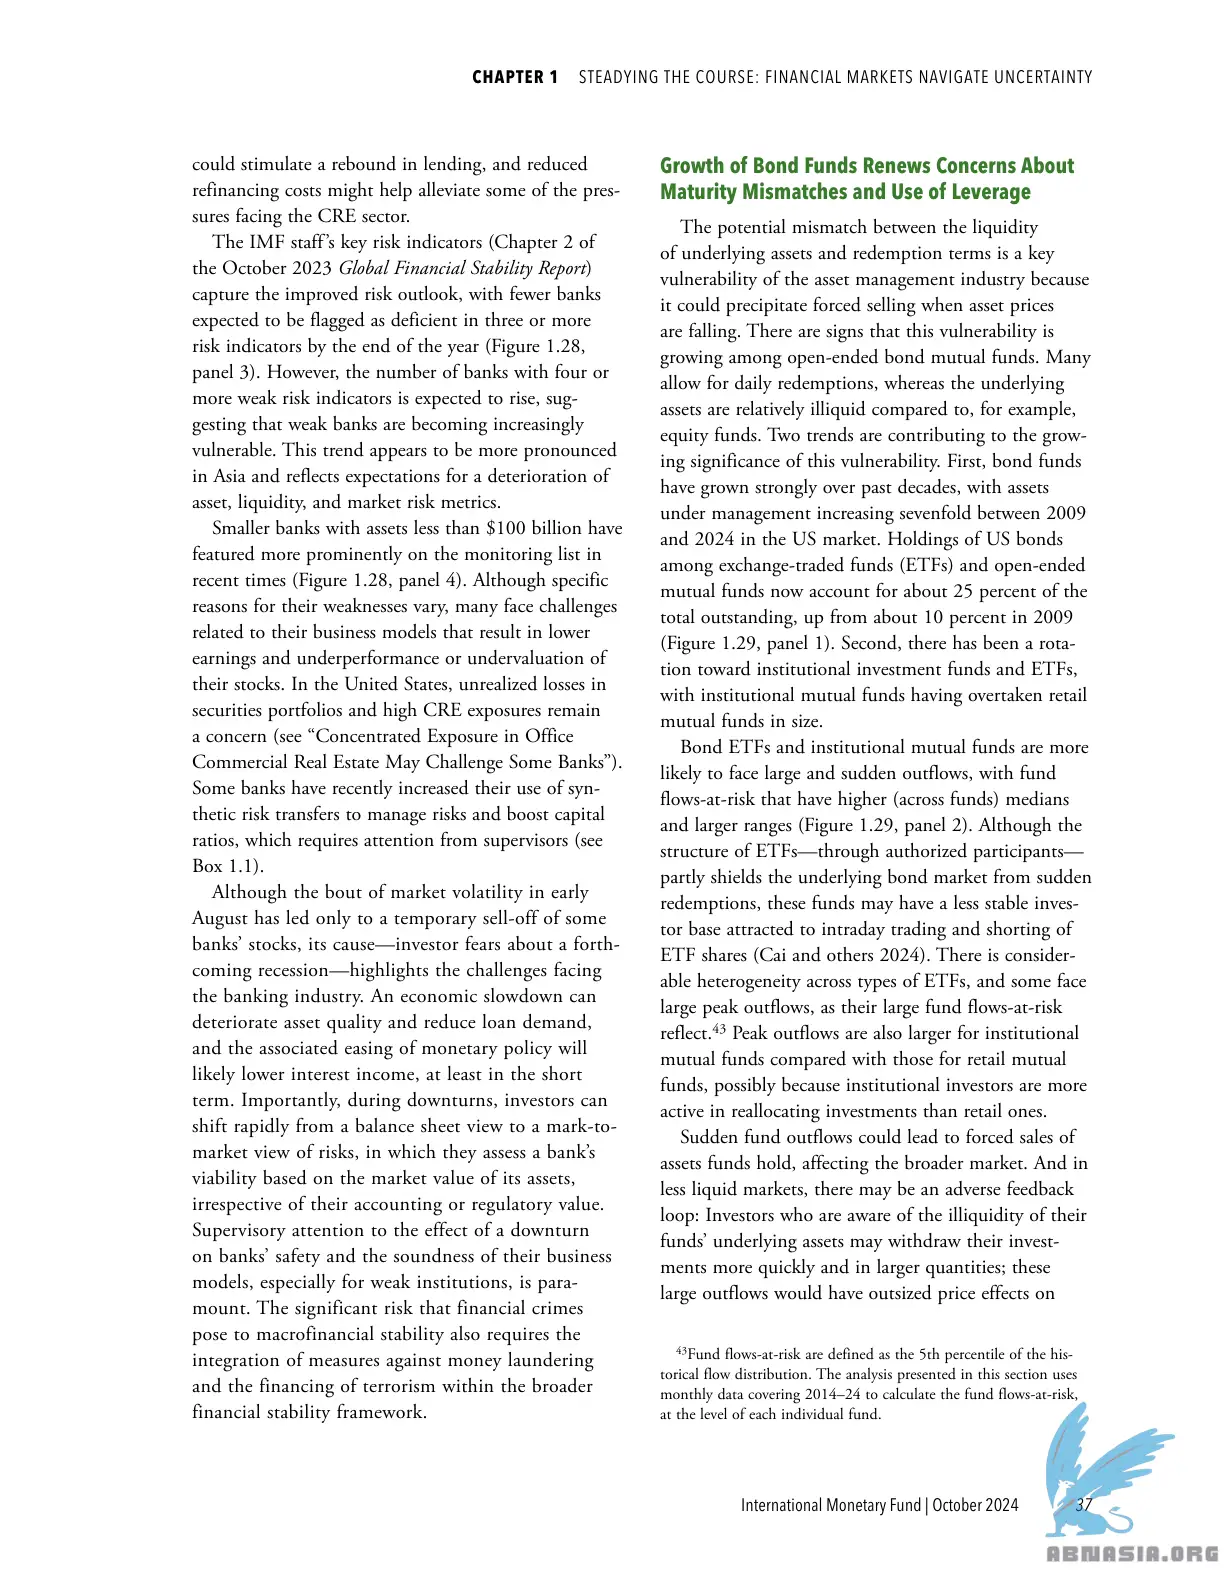 CHAPTER 1 STEADYING THE COURSE: FINANCIAL MARKETS NAVIGATE UNCERTAINTY
could stimulate a rebound in lending, and reduced
refinancing costs might help alleviate some of the pres-
sures facing the CRE sector.
The IMF staff’s key risk indicators (Chapter 2 of
the October 2023 Global Financial Stability Report)
capture the improved risk outlook, with fewer banks
expected to be flagged as deficient in three or more
risk indicators by the end of the year (Figure 1.28,
panel 3). However, the number of banks with four or
more weak risk indicators is expected to rise, sug-
gesting that weak banks are becoming increasingly
vulnerable. This trend appears to be more pronounced
in Asia and reflects expectations for a deterioration of
asset, liquidity, and market risk metrics.
Smaller banks with assets less than $100 billion have
featured more prominently on the monitoring list in
recent times (Figure 1.28, panel 4). Although specific
reasons for their weaknesses vary, many face challenges
related to their business models that result in lower
earnings and underperformance or undervaluation of
their stocks. In the United States, unrealized losses in
securities portfolios and high CRE exposures remain
a concern (see “Concentrated Exposure in Office
Commercial Real Estate May Challenge Some Banks”).
Some banks have recently increased their use of syn-
thetic risk transfers to manage risks and boost capital
ratios, which requires attention from supervisors (see
Box 1.1).
Although the bout of market volatility in early
August has led only to a temporary sell-off of some
banks’ stocks, its cause—investor fears about a forth-
coming recession—highlights the challenges facing
the banking industry. An economic slowdown can
deteriorate asset quality and reduce loan demand,
and the associated easing of monetary policy will
likely lower interest income, at least in the short
term. Importantly, during downturns, investors can
shift rapidly from a balance sheet view to a mark-to-
market view of risks, in which they assess a bank’s
viability based on the market value of its assets,
irrespective of their accounting or regulatory value.
Supervisory attention to the effect of a downturn
on banks’ safety and the soundness of their business
models, especially for weak institutions, is para-
mount. The significant risk that financial crimes
pose to macrofinancial stability also requires the
integration of measures against money laundering
and the financing of terrorism within the broader
financial stability framework.
Growth of Bond Funds Renews Concerns About
Maturity Mismatches and Use of Leverage
The potential mismatch between the liquidity
of underlying assets and redemption terms is a key
vulnerability of the asset management industry because
it could precipitate forced selling when asset prices
are falling. There are signs that this vulnerability is
growing among open-ended bond mutual funds. Many
allow for daily redemptions, whereas the underlying
assets are relatively illiquid compared to, for example,
equity funds. Two trends are contributing to the grow-
ing significance of this vulnerability. First, bond funds
have grown strongly over past decades, with assets
under management increasing sevenfold between 2009
and 2024 in the US market. Holdings of US bonds
among exchange-traded funds (ETFs) and open-ended
mutual funds now account for about 25 percent of the
total outstanding, up from about 10 percent in 2009
(Figure 1.29, panel 1). Second, there has been a rota-
tion toward institutional investment funds and ETFs,
with institutional mutual funds having overtaken retail
mutual funds in size.
Bond ETFs and institutional mutual funds are more
likely to face large and sudden outflows, with fund
flows-at-risk that have higher (across funds) medians
and larger ranges (Figure 1.29, panel 2). Although the
structure of ETFs—through authorized participants—
partly shields the underlying bond market from sudden
redemptions, these funds may have a less stable inves-
tor base attracted to intraday trading and shorting of
ETF shares (Cai and others 2024). There is consider-
able heterogeneity across types of ETFs, and some face
large peak outflows, as their large fund flows-at-risk
reflect.43 Peak outflows are also larger for institutional
mutual funds compared with those for retail mutual
funds, possibly because institutional investors are more
active in reallocating investments than retail ones.
Sudden fund outflows could lead to forced sales of
assets funds hold, affecting the broader market. And in
less liquid markets, there may be an adverse feedback
loop: Investors who are aware of the illiquidity of their
funds’ underlying assets may withdraw their invest-
ments more quickly and in larger quantities; these
large outflows would have outsized price effects on
43Fund flows-at-risk are defined as the 5th percentile of the his-
torical flow distribution. The analysis presented in this section uses
monthly data covering 2014–24 to calculate the fund flows-at-risk,
at the level of each individual fund.
International Monetary Fund | October 2024 37
ABNASIA.ORG